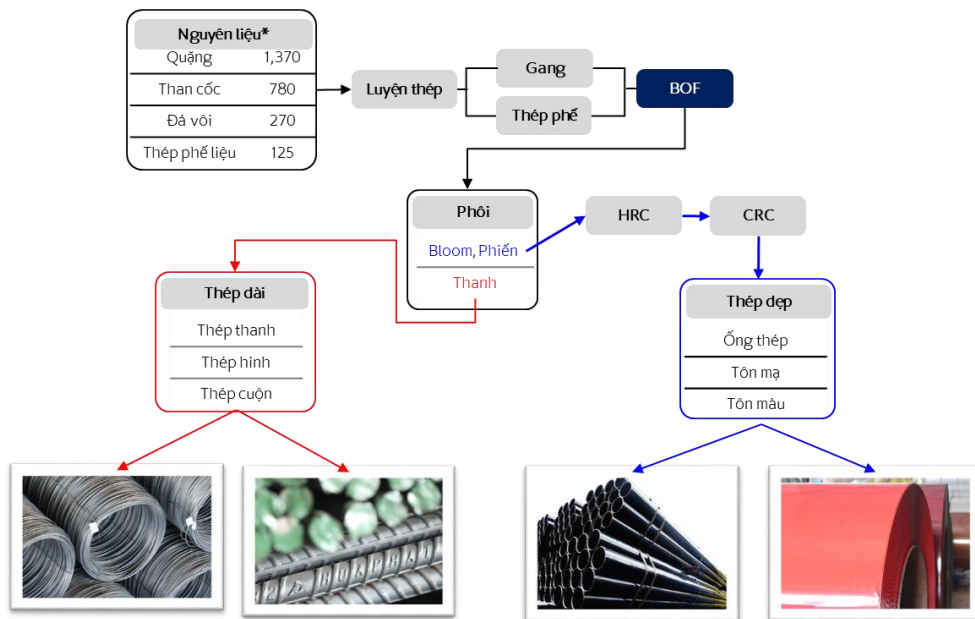 Nguyên liệu*
Quặng 1,370
Than cốc 780
Đá vôi 270
Thép phế liệu 125
Luyện thép
Gang
Thép phế
BOF
Phôi
Bloom, Phiến
Thanh
HRC
CRC
Thép dài
Thép thanh
Thép hình
Thép cuộn
Thép dẹp
Ống thép
Tôn mạ
Tôn màu
HOA PHAT